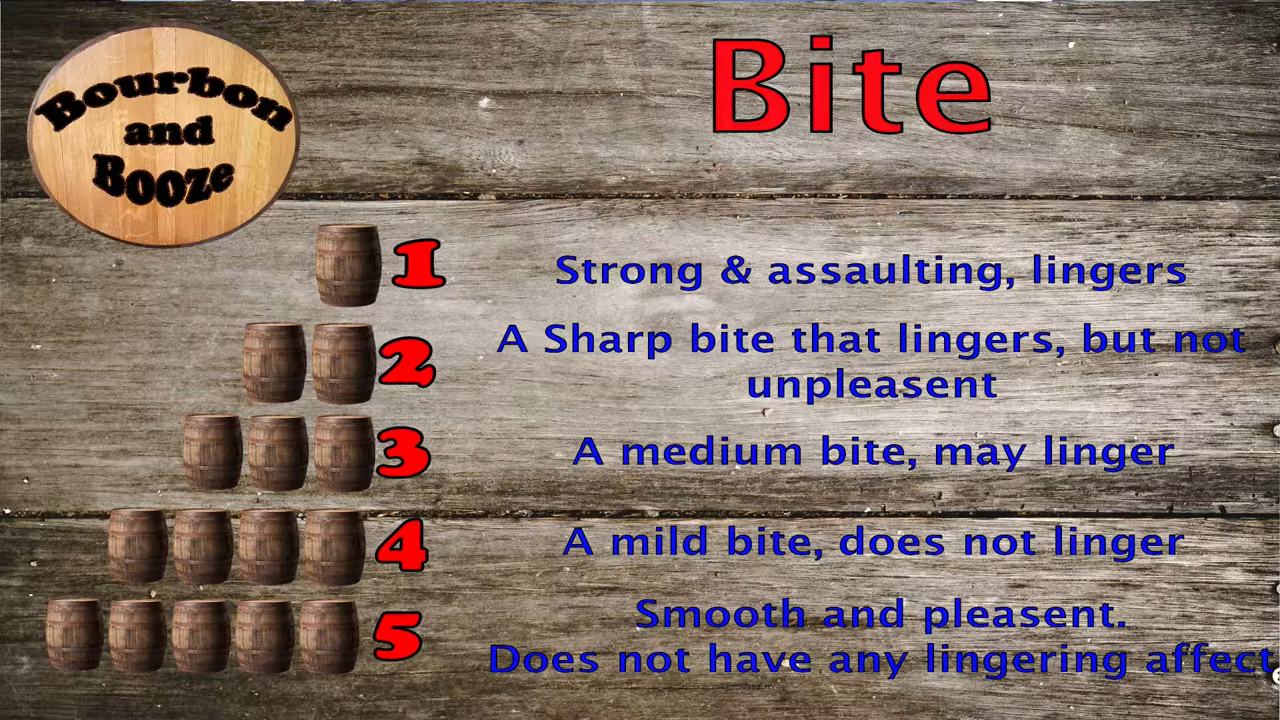 Bourbon
and
Booze
Bite
1
Strong & assaulting, lingers
2
A Sharp bite that lingers, but not
unpleasent
3
A medium bite, may linger
4
A mild bite, does not linger
5
Smooth and pleasent.
Does not have any lingering affect